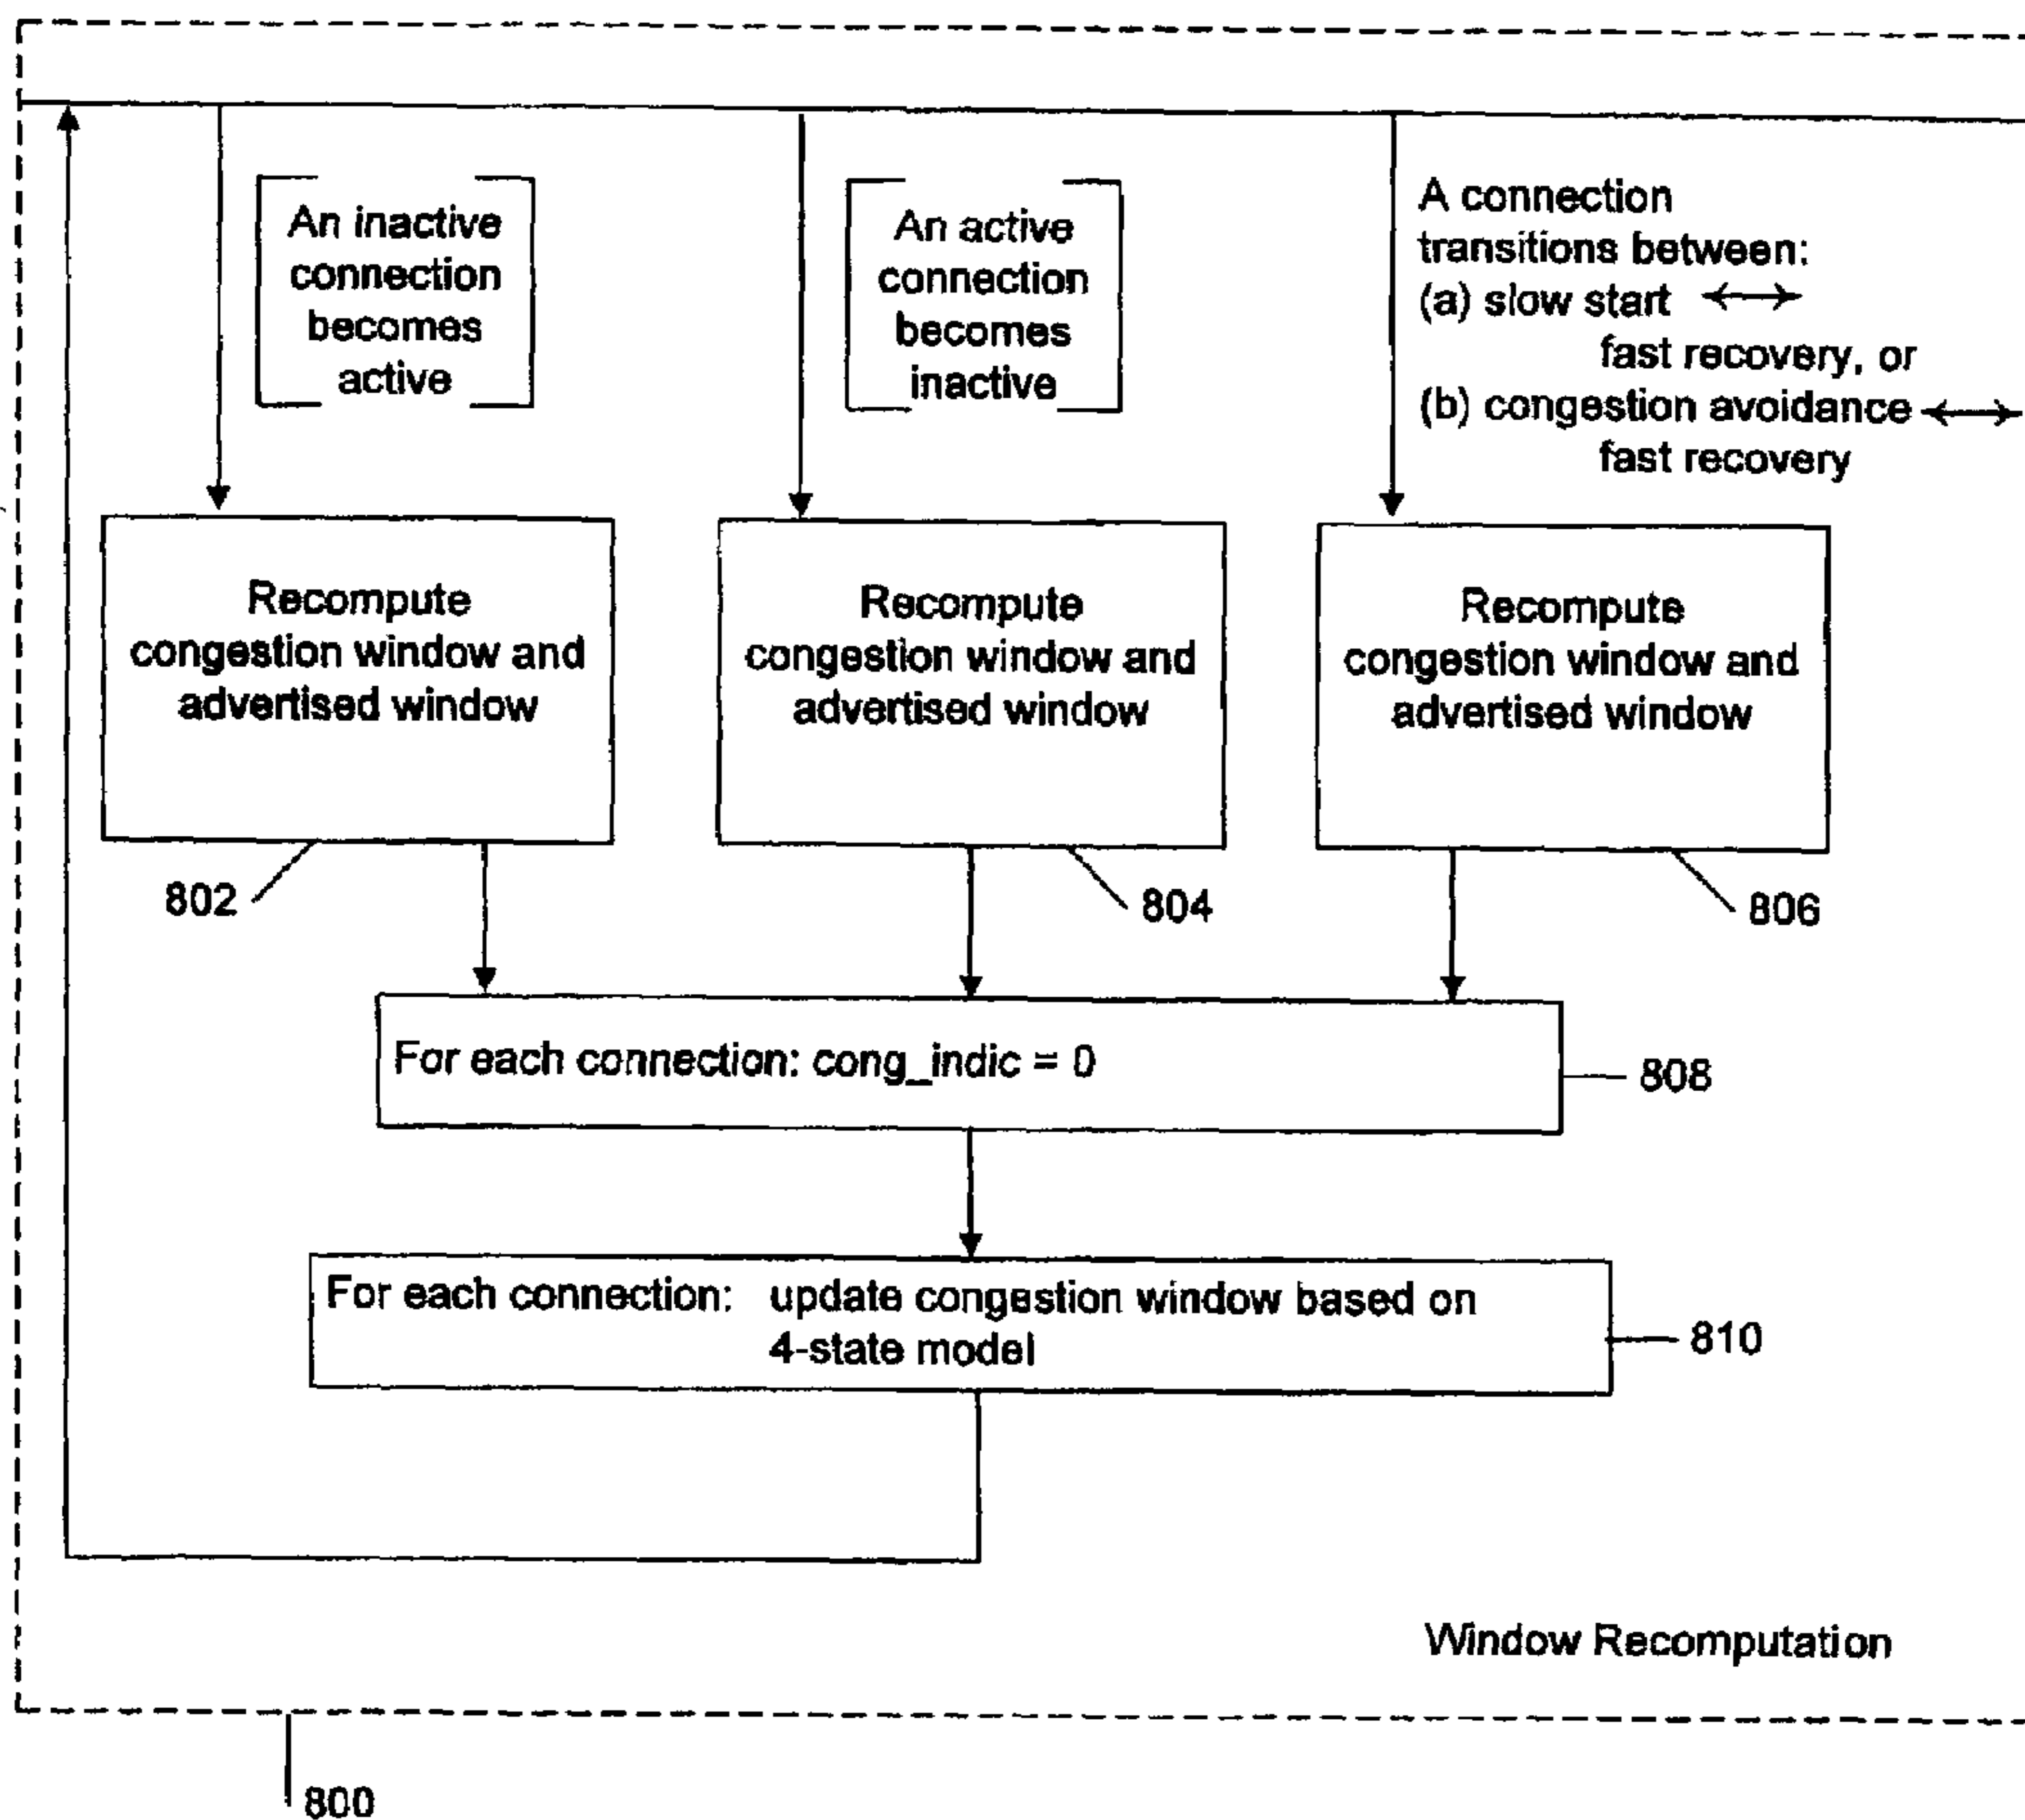 An inactive
connection
becomes
active
An active
connection
becomes
inactive
A connection
transitions between:
(a) slow start ↔
fast recovery, or
(b) congestion avoidance ↔
fast recovery
Recompute
congestion window and
advertised window
Recompute
congestion window and
advertised window
Recompute
congestion window and
advertised window
802
804
806
For each connection: cong_indic = 0
808
For each connection: update congestion window based on
4-state model
810
Window Recomputation
800